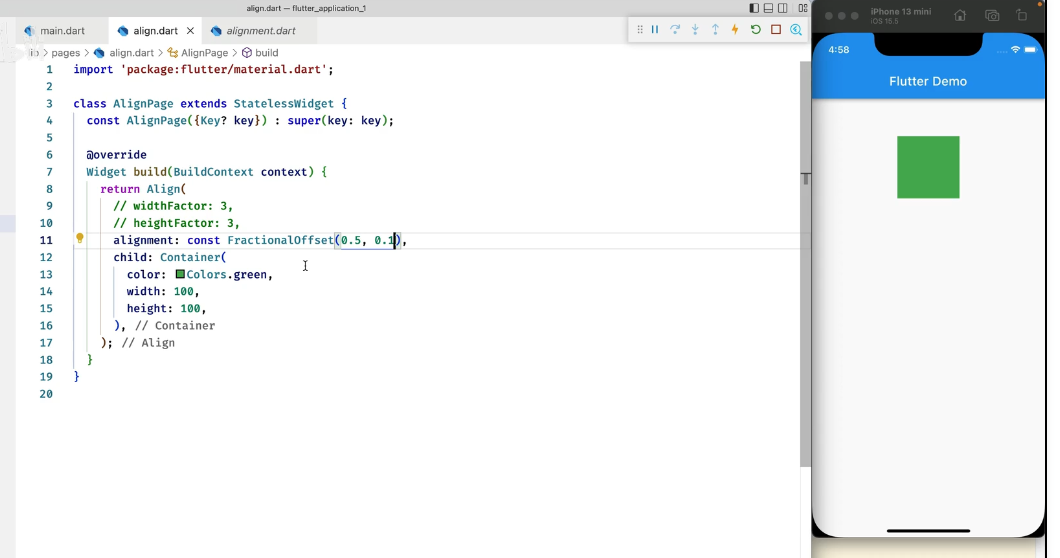 align.dart — flutter_application_1
main.dart
align.dart
alignment.dart
lib > pages > align.dart > AlignPage > build
1 import 'package:flutter/material.dart';
2
3 class AlignPage extends StatelessWidget {
4 const AlignPage({Key? key}) : super(key: key);
5
6 @override
7 Widget build(BuildContext context) {
8 return Align(
9 // widthFactor: 3,
10 // heightFactor: 3,
11 alignment: const FractionalOffset(0.5, 0.1),
12 child: Container(
13 color: Colors.green,
14 width: 100,
15 height: 100,
16 ), // Container
17 ); // Align
18 }
19 }
20
iPhone 13 mini
iOS 15.5
4:58
Flutter Demo